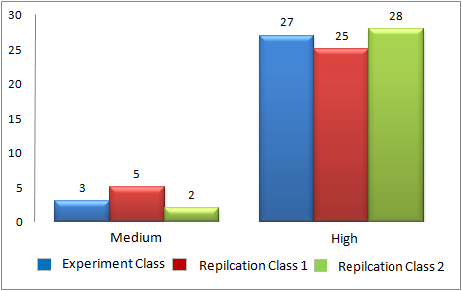 30
25
20
15
10
5
0
3
5
2
27
25
28
Medium
High
Experiment Class
Repilcation Class 1
Repilcation Class 2